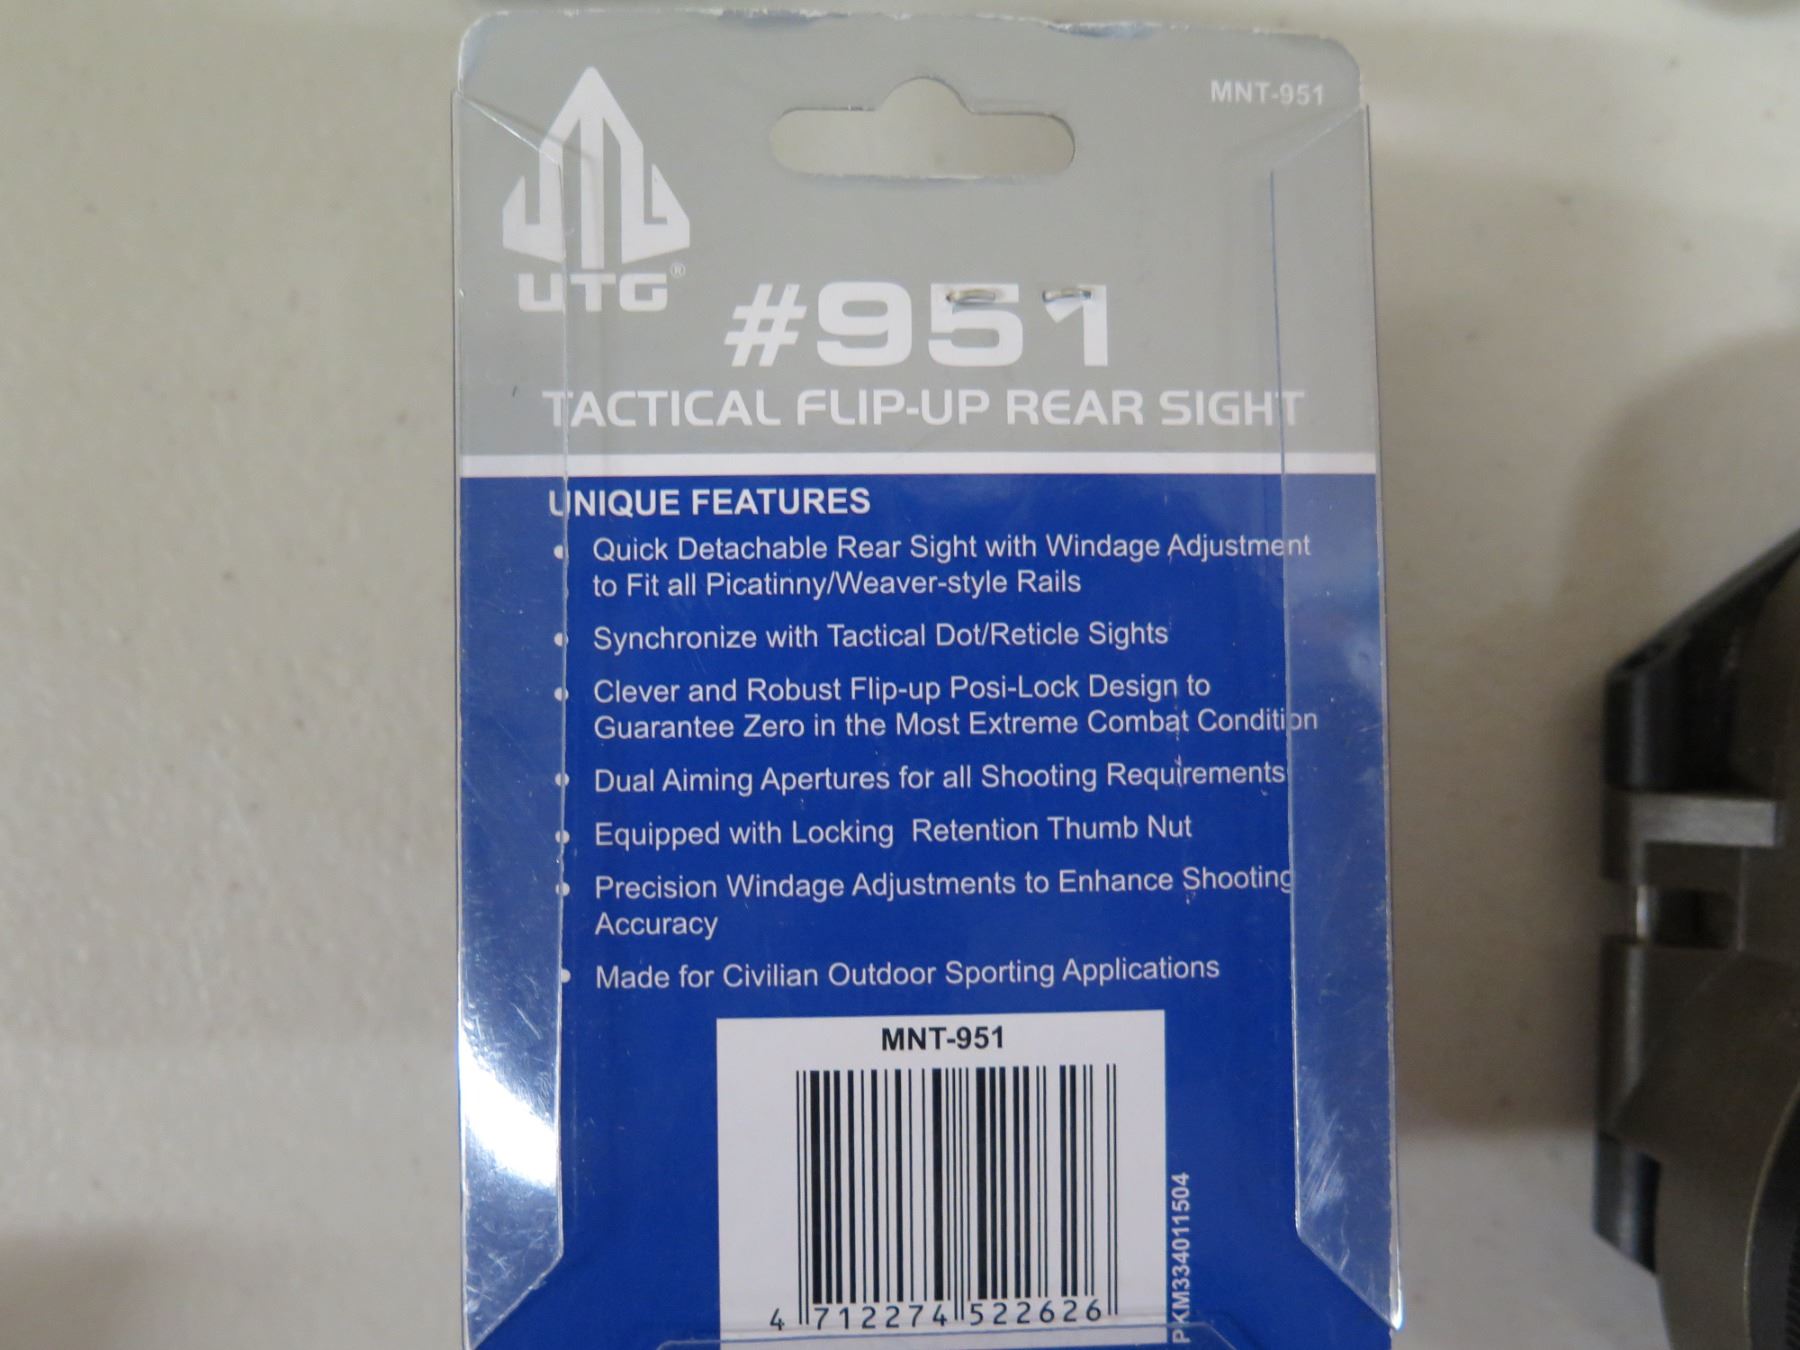 MNT-951
UTG®
#951
TACTICAL FLIP-UP REAR SIGHT
UNIQUE FEATURES
• Quick Detachable Rear Sight with Windage Adjustment
to Fit all Picatinny/Weaver-style Rails
• Synchronize with Tactical Dot/Reticle Sights
• Clever and Robust Flip-up Posi-Lock Design to
Guarantee Zero in the Most Extreme Combat Condition
• Dual Aiming Apertures for all Shooting Requirements
• Equipped with Locking  Retention Thumb Nut
• Precision Windage Adjustments to Enhance Shooting
Accuracy
• Made for Civilian Outdoor Sporting Applications
MNT-951
4 712274 522626
PKM334011504